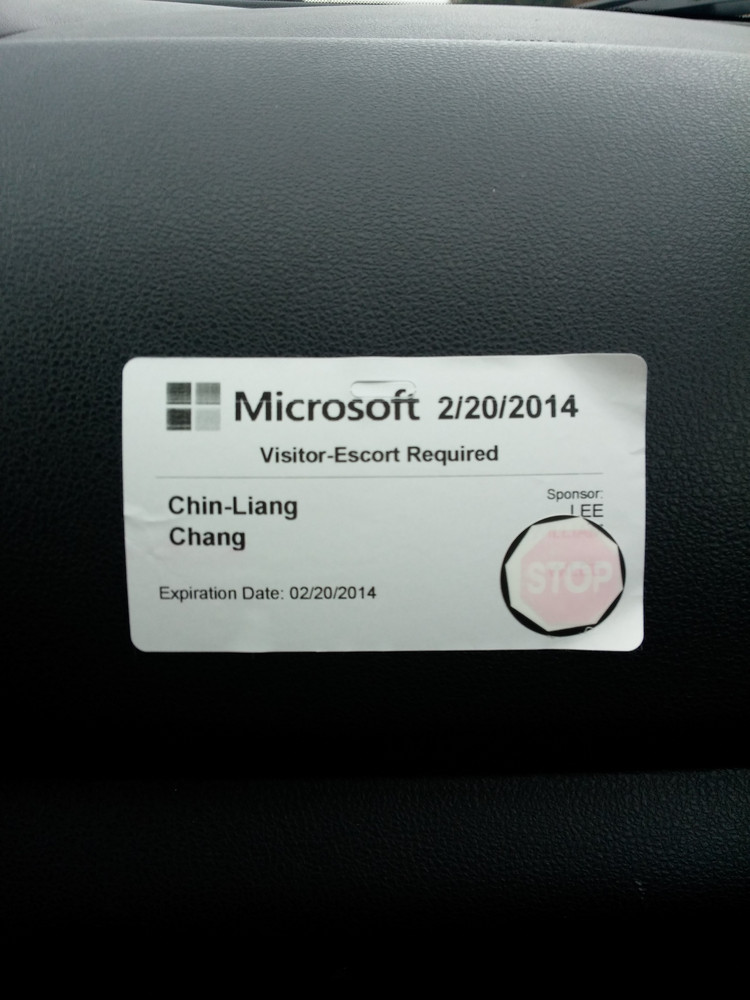 Microsoft 2/20/2014
Visitor-Escort Required
Chin-Liang
Chang
Sponsor:
LEE
STOP
Expiration Date: 02/20/2014